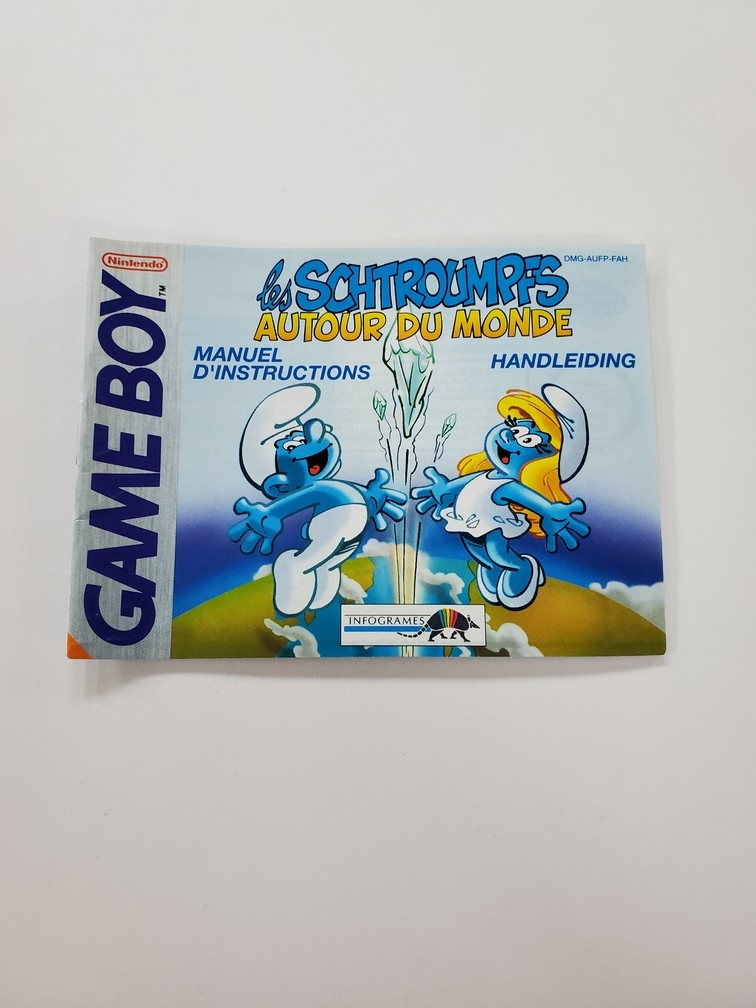 Nintendo
GAME BOY™
les SCHTROUMPFS
DMG-AUFP-FAH
AUTOUR DU MONDE
MANUEL
D'INSTRUCTIONS
HANDLEIDING
INFOGRAMES